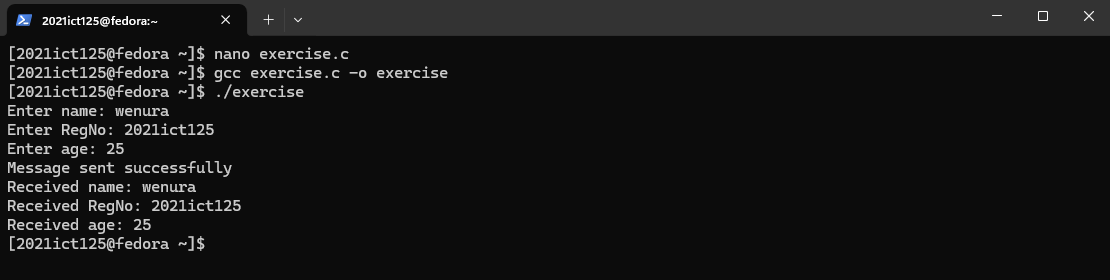 2021ict125@fedora:~
[2021ict125@fedora ~]$ nano exercise.c
[2021ict125@fedora ~]$ gcc exercise.c -o exercise
[2021ict125@fedora ~]$ ./exercise
Enter name: wenura
Enter RegNo: 2021ict125
Enter age: 25
Message sent successfully
Received name: wenura
Received RegNo: 2021ict125
Received age: 25
[2021ict125@fedora ~]$